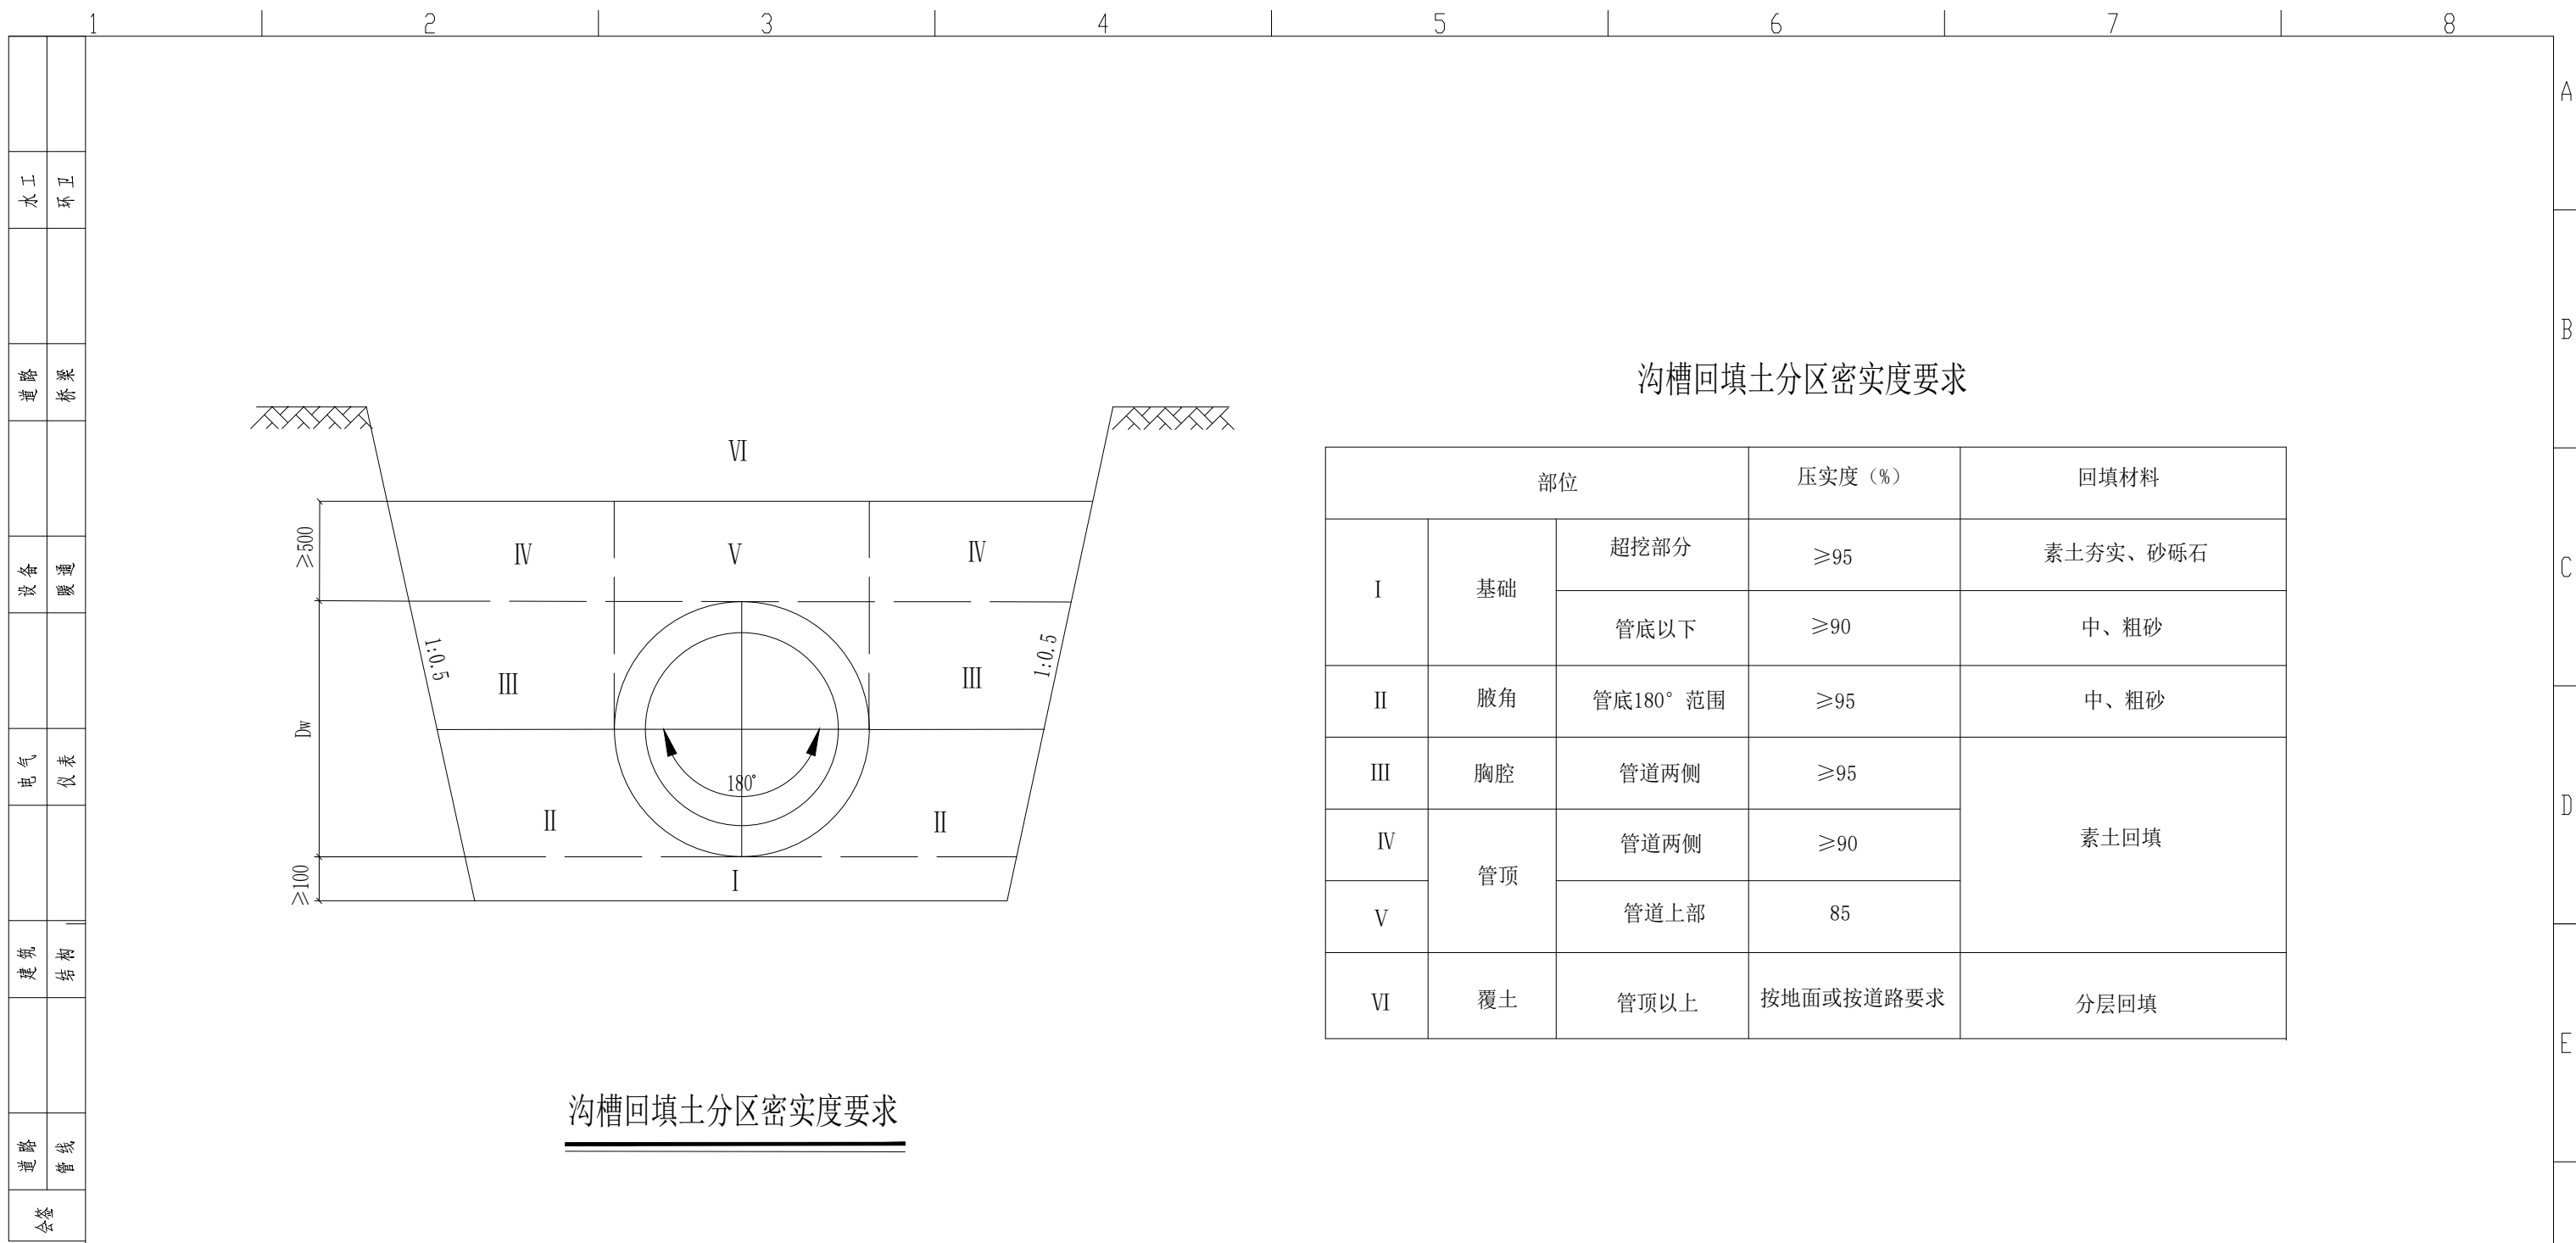 1 2 3 4 5 6 7 8
A
B
C
D
E
水工
环卫
道路
桥梁
设备
暖通
电气
仪表
建筑
结构
道路
管线
会签
Ⅵ
Ⅳ Ⅴ Ⅳ
Ⅲ Ⅲ
Ⅱ Ⅱ
Ⅰ
≥500
Dw
≥100
1:0.5
1:0.5
180°
沟槽回填土分区密实度要求
沟槽回填土分区密实度要求
部位 压实度（%） 回填材料
Ⅰ 基础 超挖部分 ≥95 素土夯实、砂砾石
管底以下 ≥90 中、粗砂
Ⅱ 腋角 管底180°范围 ≥95 中、粗砂
Ⅲ 胸腔 管道两侧 ≥95 素土回填
Ⅳ 管顶 管道两侧 ≥90
Ⅴ 管道上部 85
Ⅵ 覆土 管顶以上 按地面或按道路要求 分层回填